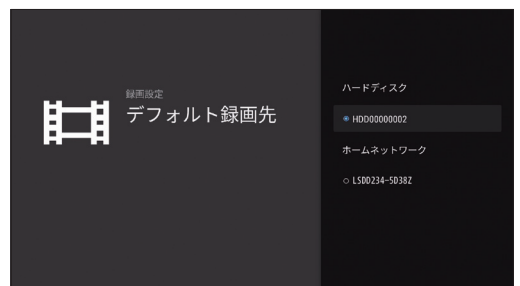 録画設定
デフォルト録画先
ハードディスク
HDD00000002
ホームネットワーク
LSDD234-5D38Z